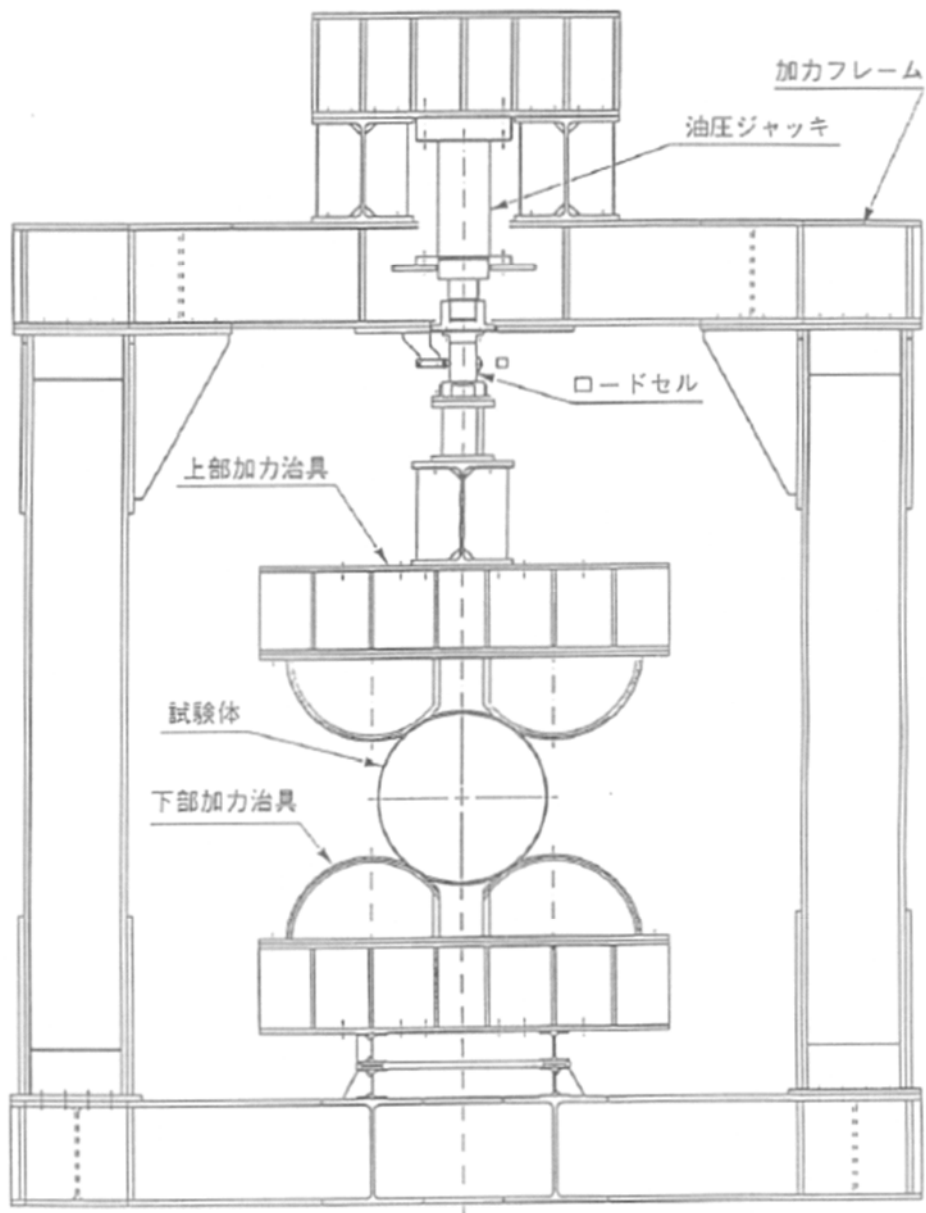 加力フレーム
油圧ジャッキ
ロードセル
上部加力治具
試験体
下部加力治具